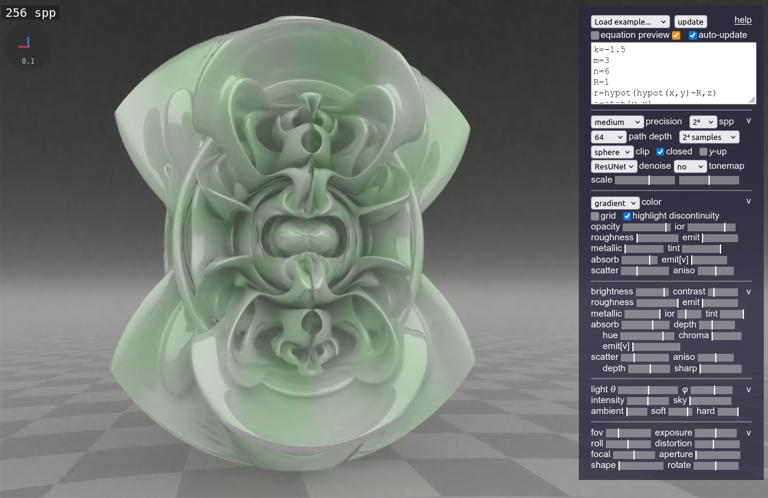 256 spp
0.1
Load example... update help
equation preview auto-update
k=-1.5
m=3
n=6
R=1
r=hypot(hypot(x,y)-R,z)
medium precision 2⁸ spp v
64 path depth 2⁴ samples
sphere clip closed y-up
ResUNet denoise no tonemap
scale
gradient color v
grid highlight discontinuity
opacity ior
roughness emit
metallic tint
absorb emit[v]
scatter aniso
brightness contrast v
roughness emit
metallic ior tint
absorb depth
hue chroma
emit[v]
scatter aniso
depth sharp
light θ φ v
intensity sky
ambient soft hard
fov exposure v
roll distortion
focal aperture
shape rotate